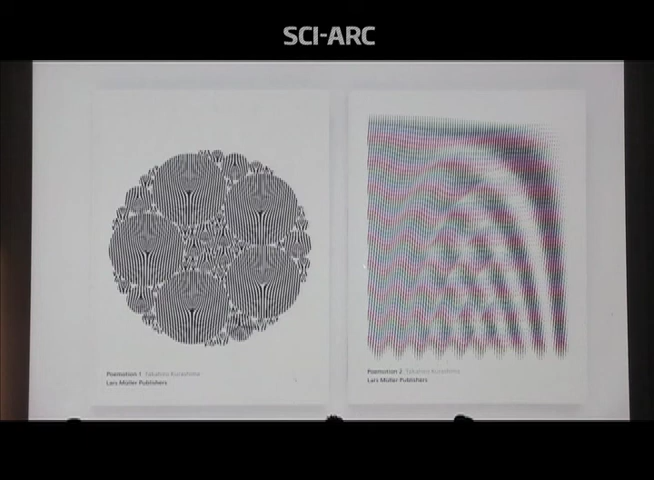 SCI-ARC
Poemotion 1 Takahiro Kurashima
Lars Müller Publishers
Poemotion 2 Takahiro Kurashima
Lars Müller Publishers